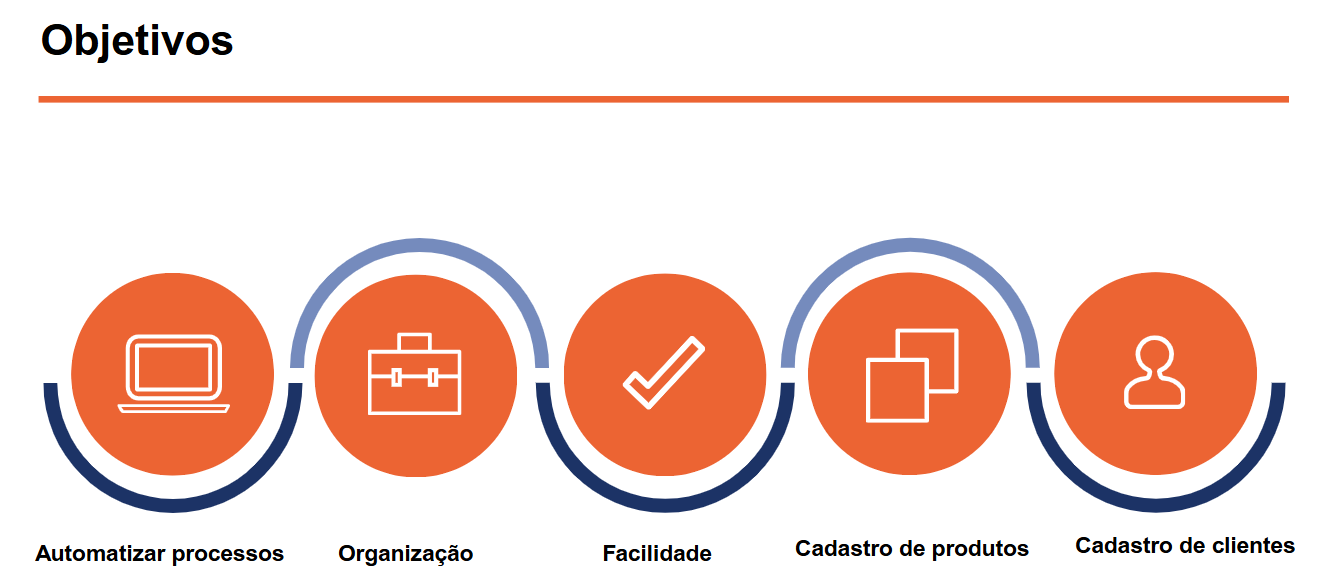 Objetivos
Automatizar processos
Organização
Facilidade
Cadastro de produtos
Cadastro de clientes